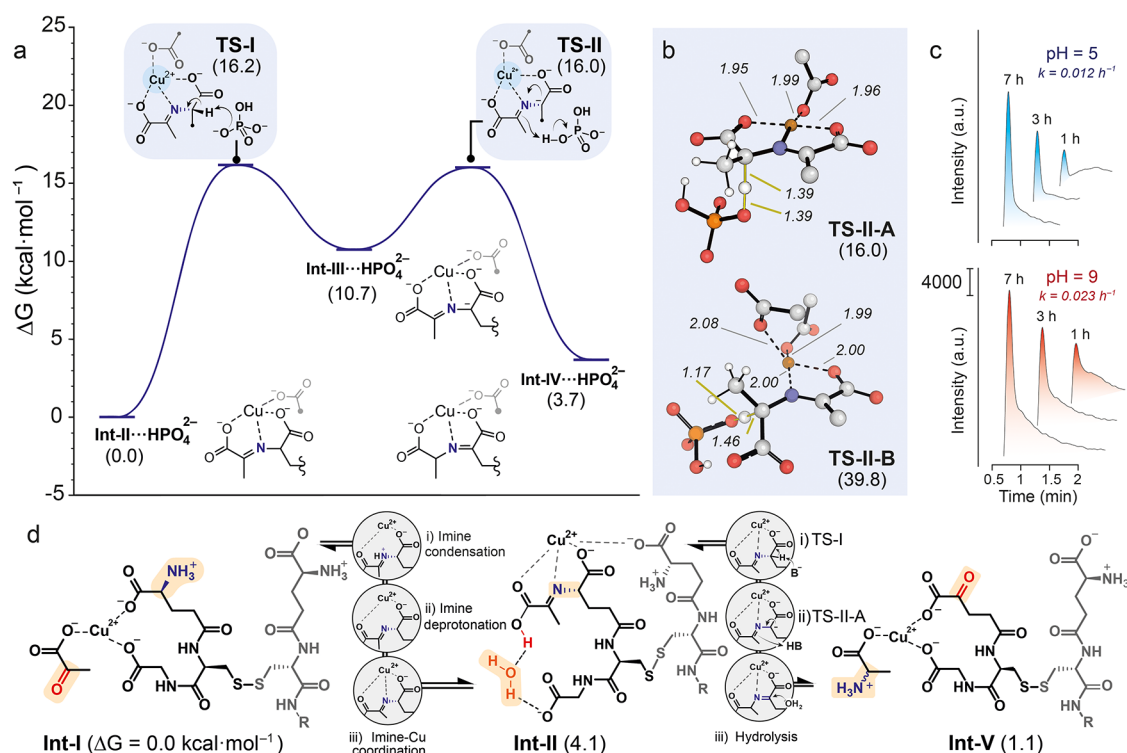 a
ΔG (kcal·mol⁻¹)
25
20
15
10
5
0
-5
TS-I
(16.2)
TS-II
(16.0)
Int-II···HPO₄²⁻
(0.0)
Int-III···HPO₄²⁻
(10.7)
Int-IV···HPO₄²⁻
(3.7)
b
1.95
1.99
1.96
1.39
1.39
TS-II-A
(16.0)
2.08
1.99
2.00
2.00
1.17
1.46
TS-II-B
(39.8)
c
pH = 5
k = 0.012 h⁻¹
7 h
3 h
1 h
Intensity (a.u.)
4000
pH = 9
k = 0.023 h⁻¹
7 h
3 h
1 h
Intensity (a.u.)
0.5 1 2
Time (min)
d
i) Imine
condensation
ii) Imine
deprotonation
iii) Imine-Cu
coordination
i) TS-I
ii) TS-II-A
iii) Hydrolysis
Int-I (ΔG = 0.0 kcal·mol⁻¹)
Int-II (4.1)
Int-V (1.1)